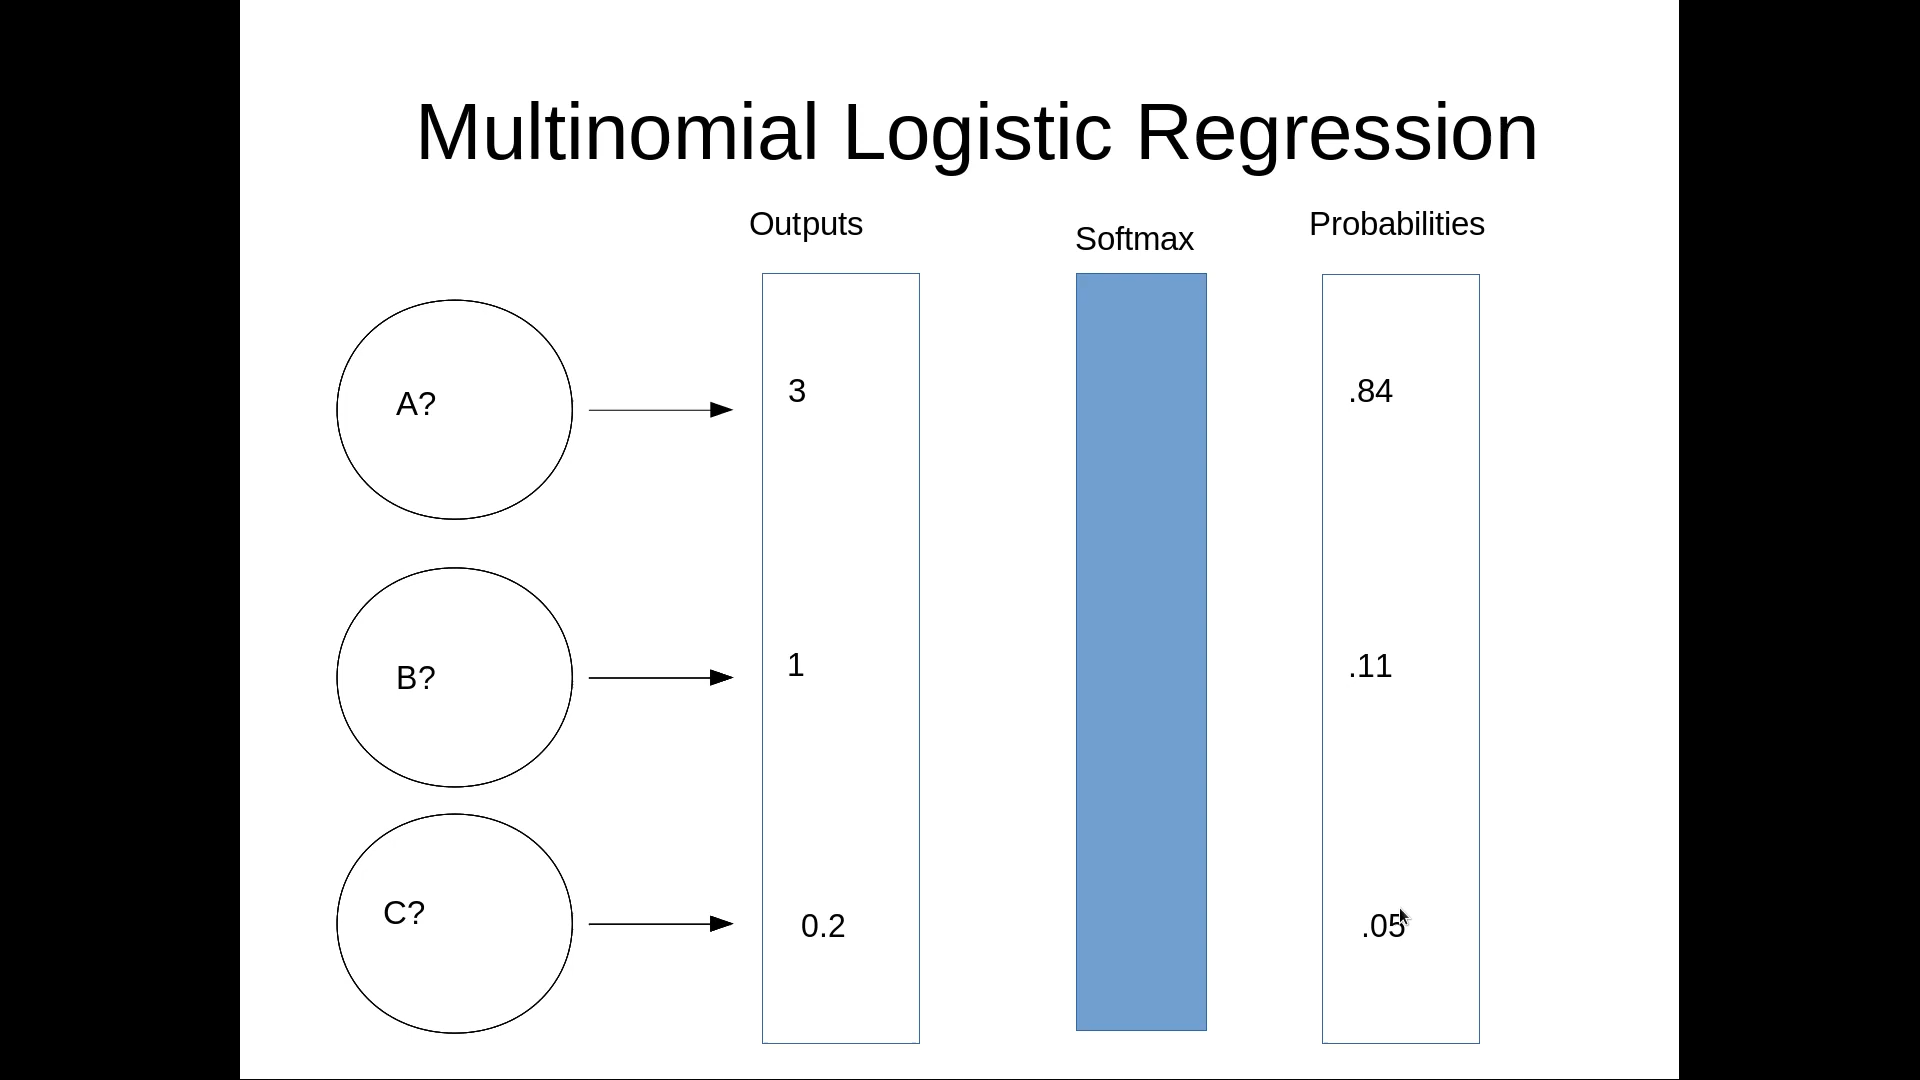 Multinomial Logistic Regression
Outputs
Softmax
Probabilities
A?
3
.84
B?
1
.11
C?
0.2
.05